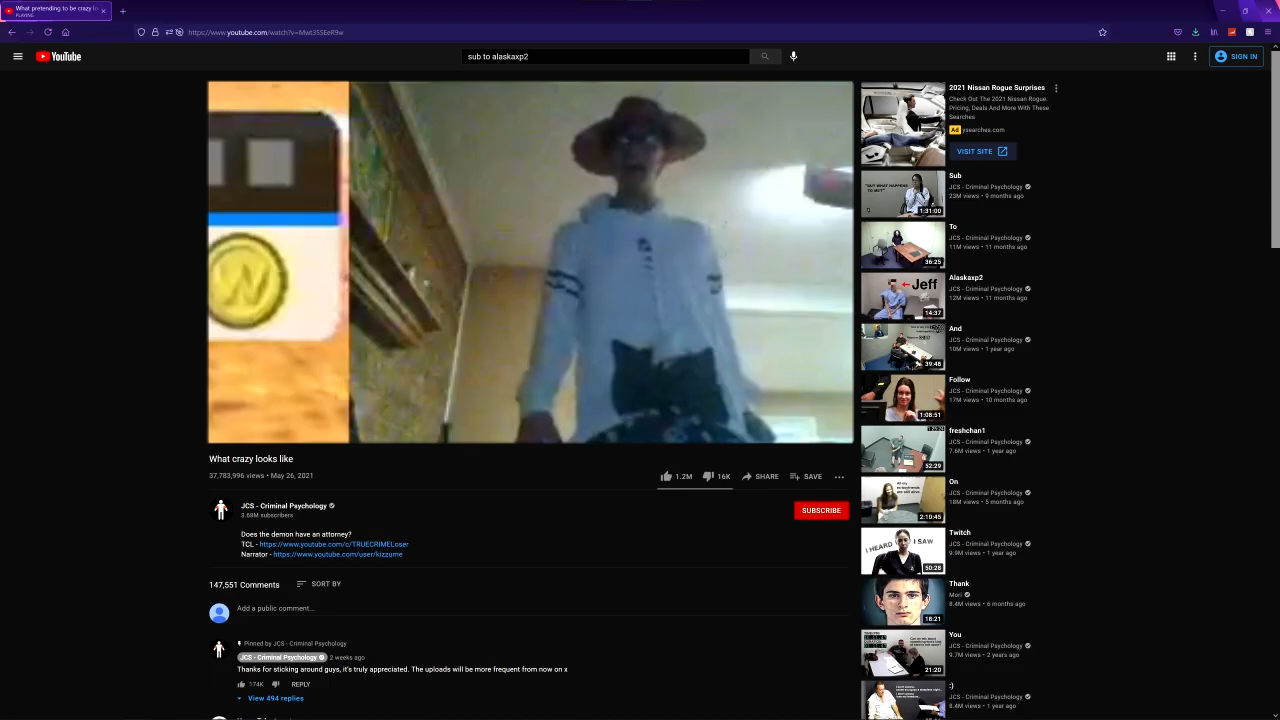 What pretending to be crazy lo
PLAYING
https://www.youtube.com/watch?v=Mwt35SEeR9w
YouTube
sub to alaskaxp2
SIGN IN
2021 Nissan Rogue Surprises
Check Out The 2021 Nissan Rogue.
Pricing, Deals And More With These
Searches
Ad ysearches.com
VISIT SITE
"BUT WHAT HAPPENS
TO ME?"
1:31:00
Sub
JCS - Criminal Psychology
23M views • 9 months ago
36:25
To
JCS - Criminal Psychology
11M views • 11 months ago
Jeff
14:37
Alaskaxp2
JCS - Criminal Psychology
12M views • 11 months ago
39:48
And
JCS - Criminal Psychology
10M views • 1 year ago
1:08:51
Follow
JCS - Criminal Psychology
17M views • 10 months ago
52:29
freshchan1
JCS - Criminal Psychology
7.6M views • 1 year ago
2:10:45
On
JCS - Criminal Psychology
18M views • 5 months ago
I HEARD I SAW
50:28
Twitch
JCS - Criminal Psychology
9.9M views • 1 year ago
18:21
Thank
Mori
8.4M views • 6 months ago
21:20
You
JCS - Criminal Psychology
9.7M views • 2 years ago
:)
JCS - Criminal Psychology
8.4M views • 1 year ago
What crazy looks like
37,783,996 views • May 26, 2021
1.2M 16K SHARE SAVE
JCS - Criminal Psychology
3.68M subscribers
SUBSCRIBE
Does the demon have an attorney?
TCL - https://www.youtube.com/c/TRUECRIMELoser
Narrator - https://www.youtube.com/user/kizzume
147,551 Comments SORT BY
Add a public comment...
Pinned by JCS - Criminal Psychology
JCS - Criminal Psychology 2 weeks ago
Thanks for sticking around guys, it's truly appreciated. The uploads will be more frequent from now on x
174K REPLY
View 494 replies